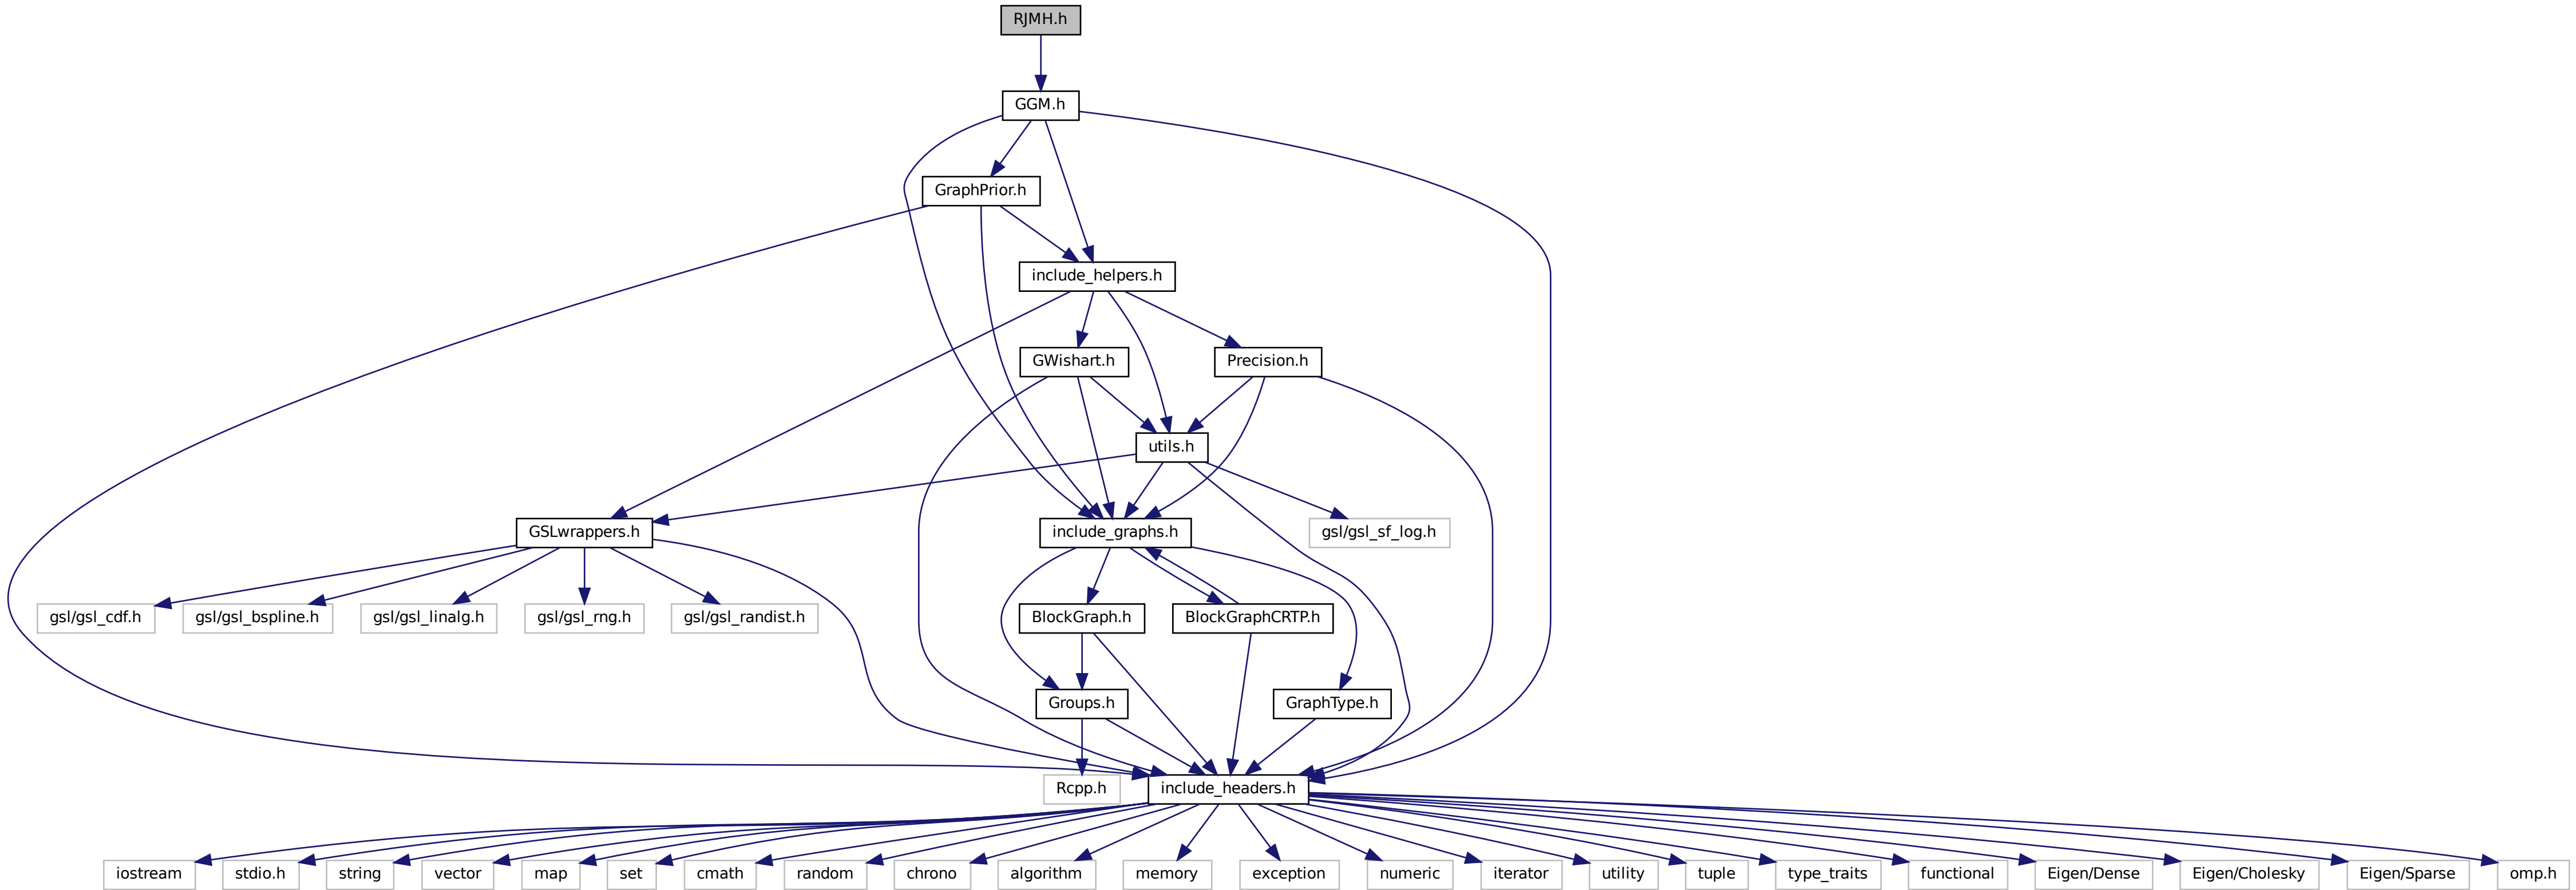 RJMH.h
GGM.h
GraphPrior.h
include_helpers.h
GWishart.h
Precision.h
utils.h
GSLwrappers.h
include_graphs.h
gsl/gsl_sf_log.h
gsl/gsl_cdf.h
gsl/gsl_bspline.h
gsl/gsl_linalg.h
gsl/gsl_rng.h
gsl/gsl_randist.h
BlockGraph.h
BlockGraphCRTP.h
Groups.h
GraphType.h
Rcpp.h
include_headers.h
iostream
stdio.h
string
vector
map
set
cmath
random
chrono
algorithm
memory
exception
numeric
iterator
utility
tuple
type_traits
functional
Eigen/Dense
Eigen/Cholesky
Eigen/Sparse
omp.h